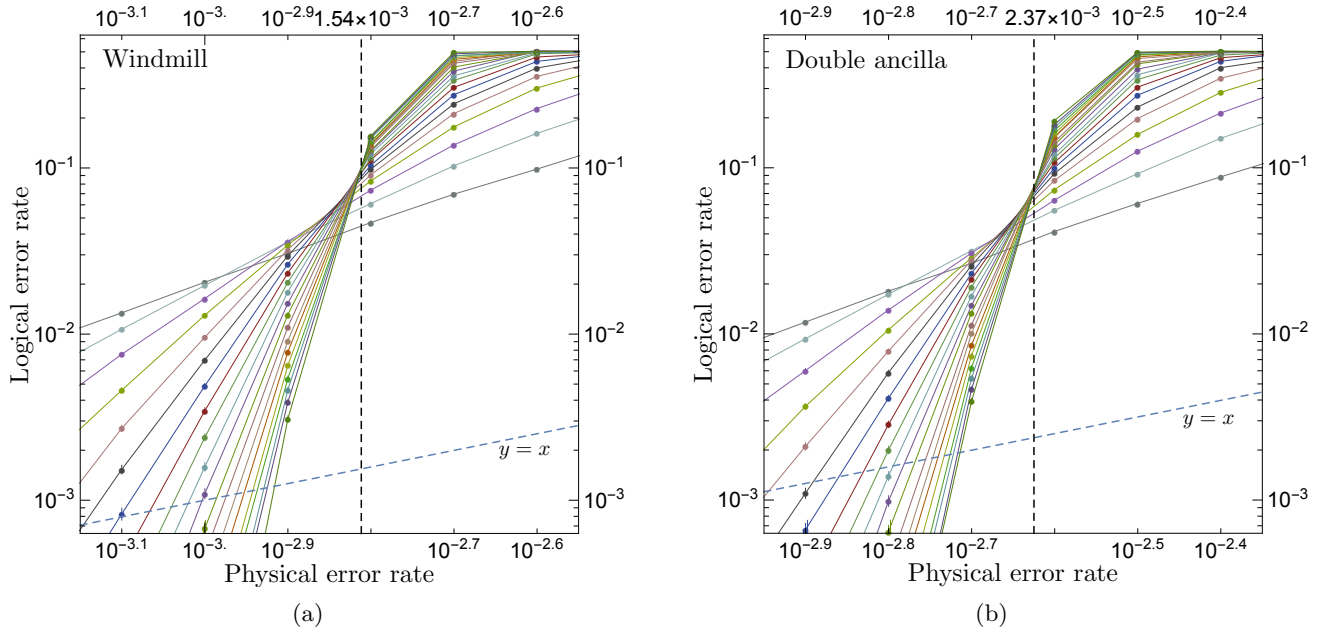 10^−2.9 10^−3. 10^−2.9 1.54×10^−3 10^−2.7 10^−2.6
Windmill
10^−1 10^−1
10^−2 10^−2
10^−3 10^−3
Logical error rate
y = x
10^−3.1 10^−3. 10^−2.9 10^−2.7 10^−2.6
Physical error rate
(a)
10^−2.9 10^−2.8 10^−2.7 2.37×10^−3 10^−2.5 10^−2.4
Double ancilla
10^−1 10^−1
10^−2 10^−2
10^−3 10^−3
Logical error rate
y = x
10^−2.9 10^−2.8 10^−2.7 10^−2.5 10^−2.4
Physical error rate
(b)